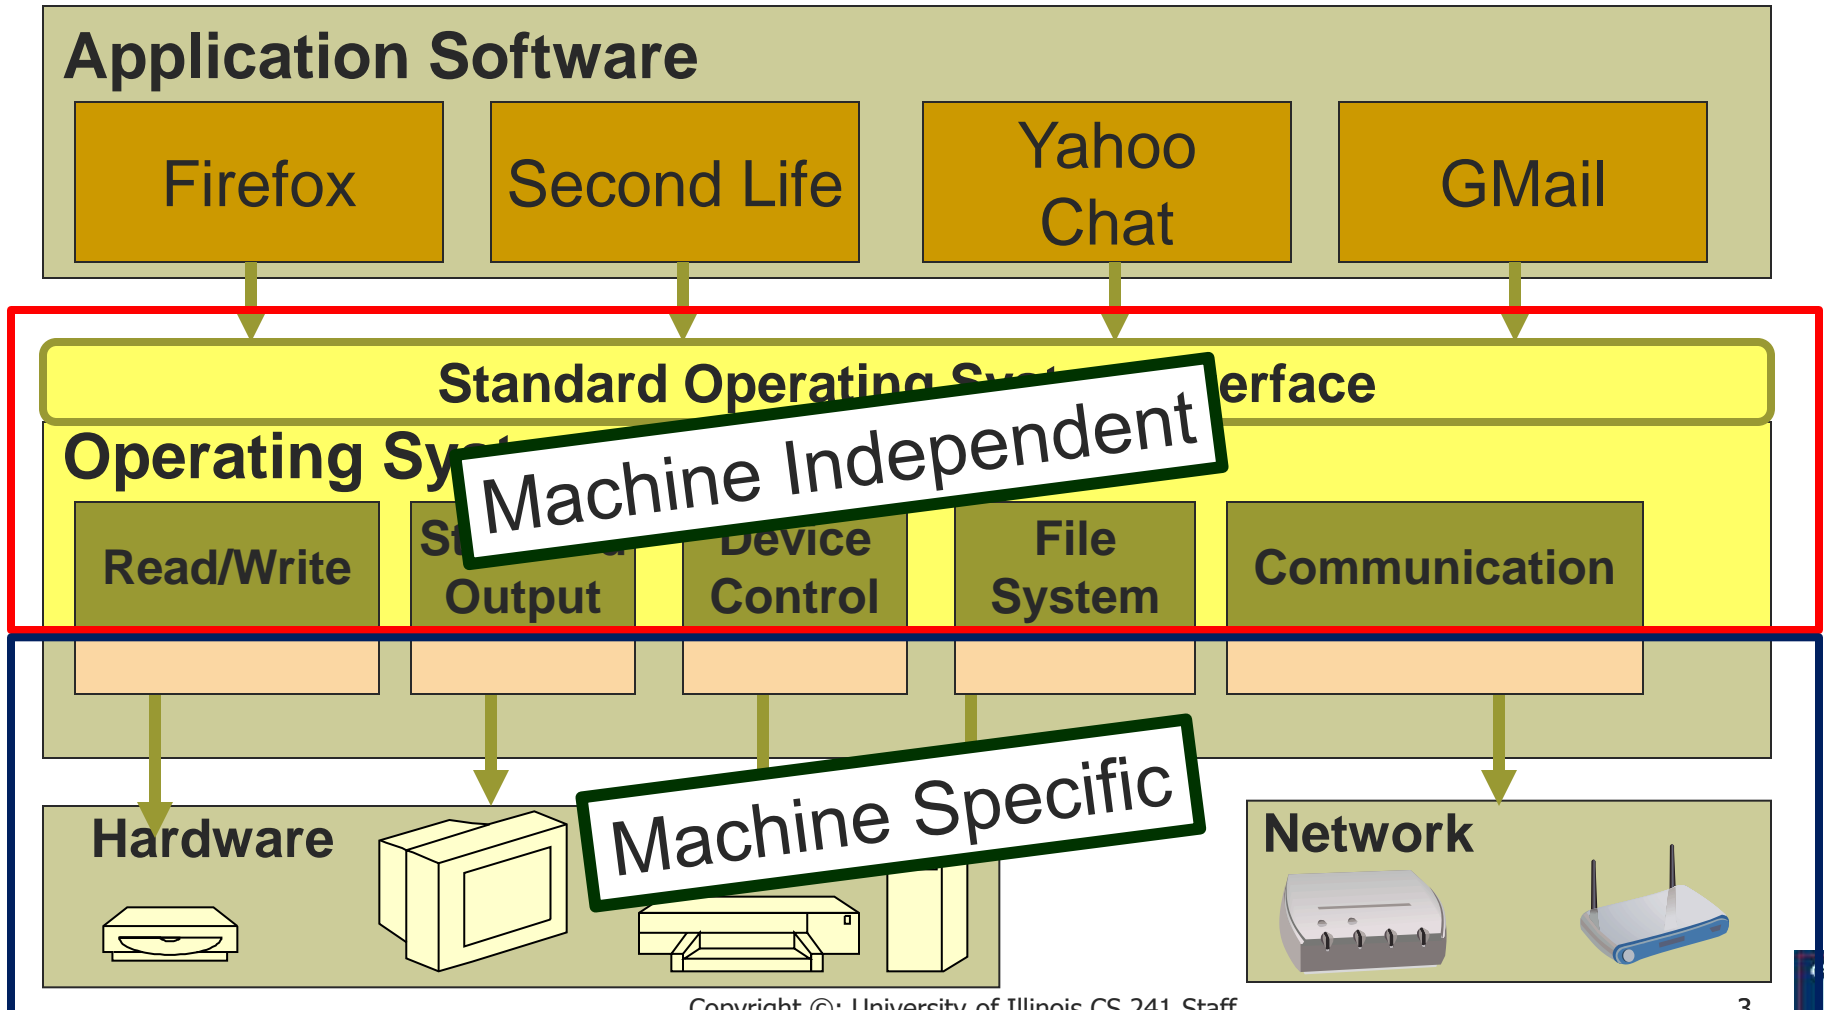 Application Software
Firefox
Second Life
Yahoo
Chat
GMail
Standard Operating
erface
Operating
Machine Independent
Read/Write
Output
Device
Control
File
System
Communication
Machine Specific
Hardware
Network
Copyright ©: University of Illinois CS 241 Staff
3